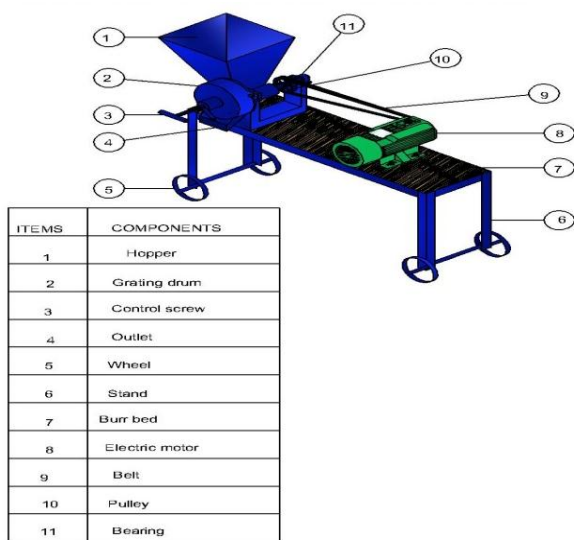 1
11
2
10
3
9
4
8
7
5
6
ITEMS COMPONENTS
1 Hopper
2 Grating drum
3 Control screw
4 Outlet
5 Wheel
6 Stand
7 Burr bed
8 Electric motor
9 Belt
10 Pulley
11 Bearing